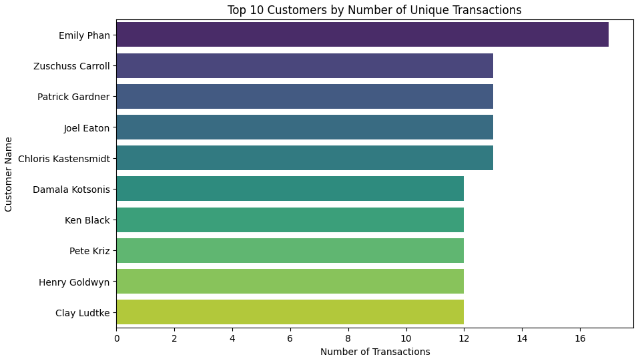 Top 10 Customers by Number of Unique Transactions
Customer Name
Emily Phan
Zuschuss Carroll
Patrick Gardner
Joel Eaton
Chloris Kastensmidt
Damala Kotsonis
Ken Black
Pete Kriz
Henry Goldwyn
Clay Ludtke
0 2 4 6 8 10 12 14 16
Number of Transactions